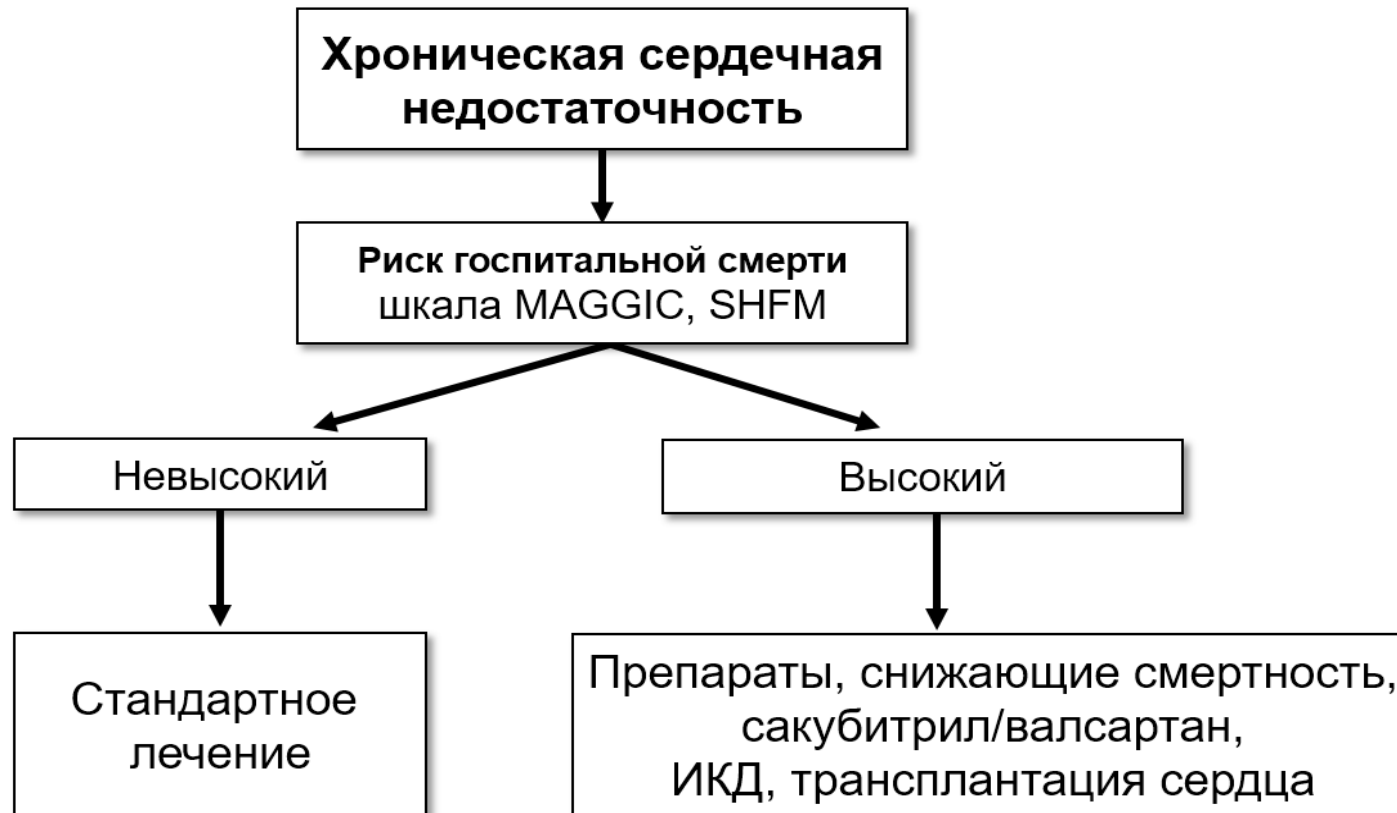 Хроническая сердечная
недостаточность
Риск госпитальной смерти
шкала MAGGIC, SHFM
Невысокий
Высокий
Стандартное
лечение
Препараты, снижающие смертность,
сакубитрил/валсартан,
ИКД, трансплантация сердца